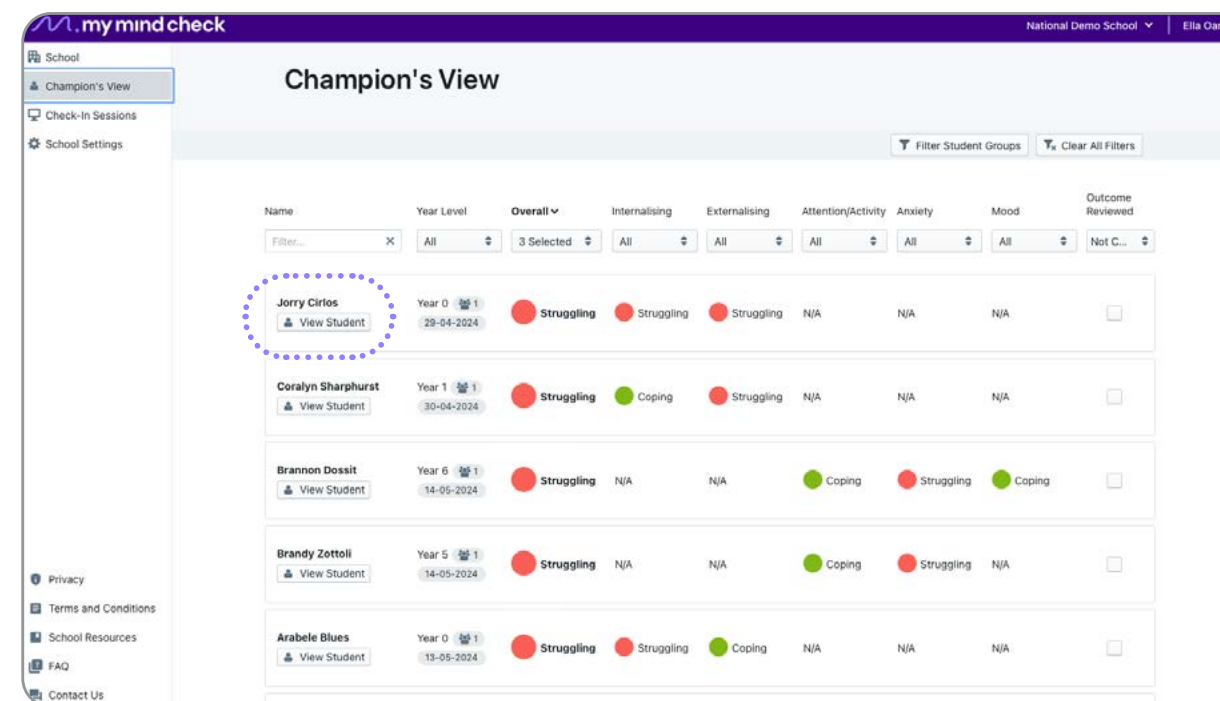 my mind check
National Demo School
Ella Oa
School
Champion's View
Check-In Sessions
School Settings
Privacy
Terms and Conditions
School Resources
FAQ
Contact Us
Champion's View
Filter Student Groups
Clear All Filters
Name Year Level Overall Internalising Externalising Attention/Activity Anxiety Mood Outcome Reviewed
Filter... All 3 Selected All All All All All Not C...
Jorry Cirlos Year 0 1 Struggling Struggling Struggling N/A N/A N/A
View Student 29-04-2024
Coralyn Sharphurst Year 1 1 Struggling Coping Struggling N/A N/A N/A
View Student 30-04-2024
Brannon Dossit Year 6 1 Struggling N/A N/A Coping Struggling Coping
View Student 14-05-2024
Brandy Zottoli Year 5 1 Struggling N/A N/A Coping Struggling N/A
View Student 14-05-2024
Arabele Blues Year 0 1 Struggling Struggling Coping N/A N/A N/A
View Student 13-05-2024